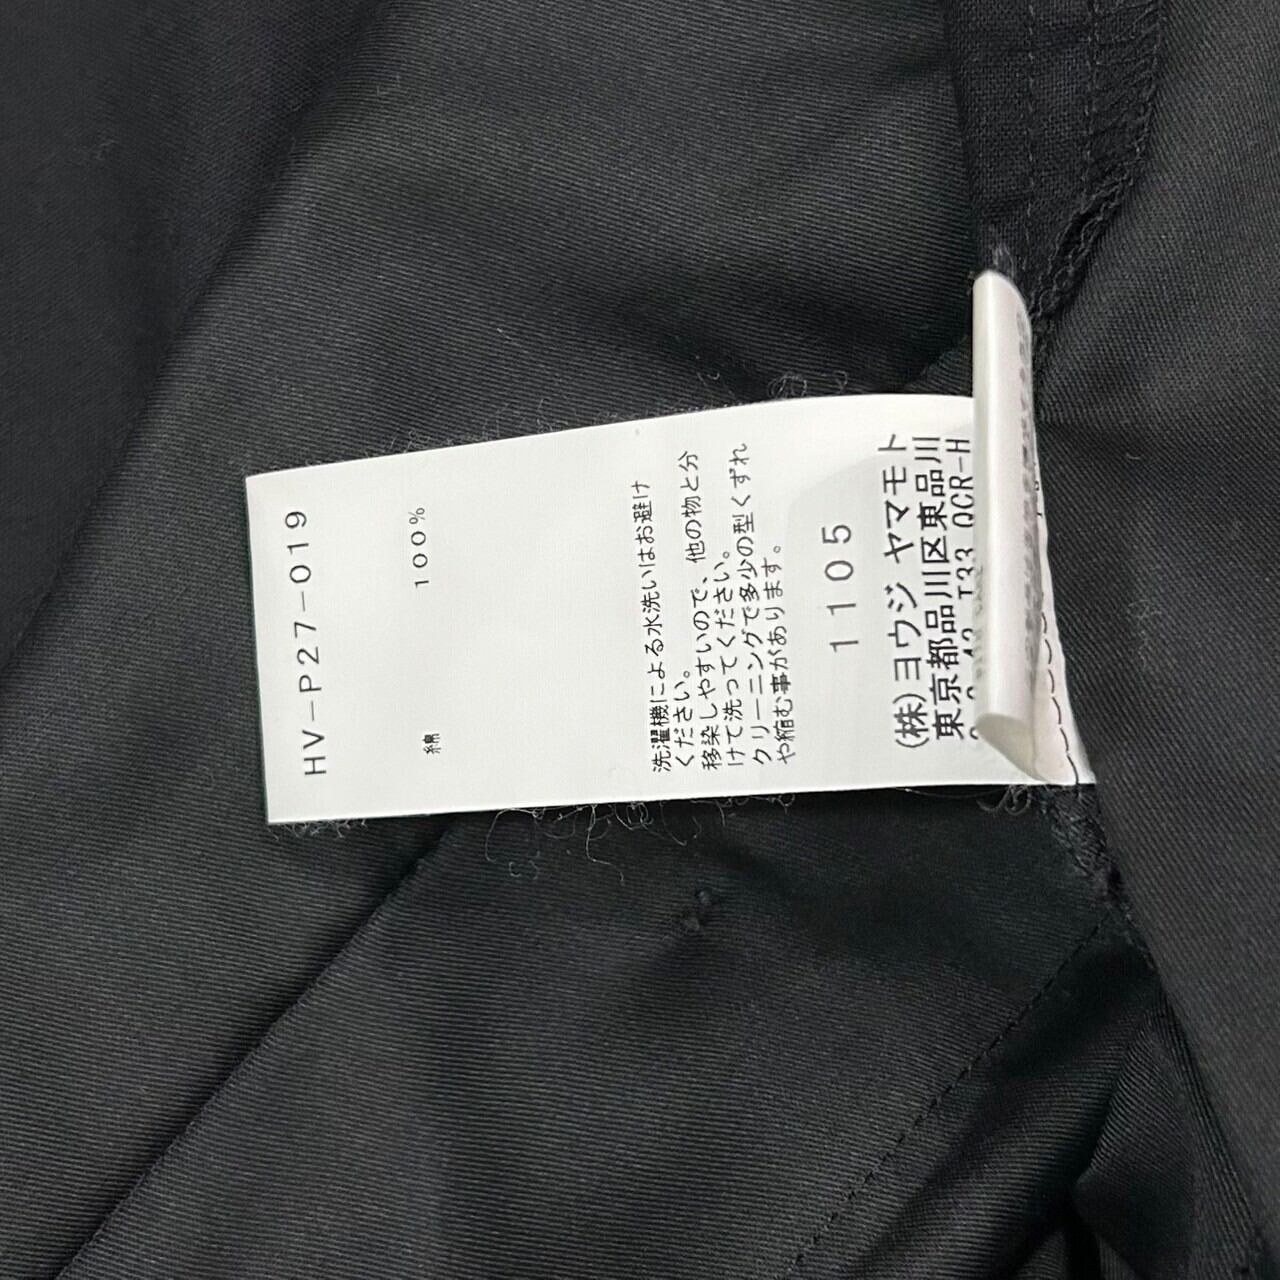 HV-P27-019
綿 100%
洗濯機による水洗いはお避け
ください。
移染しやすいので、他の物と分
けて洗ってください。
クリーニングで多少の型くずれ
や縮む事があります。
1105
(株)ヨウジ ヤマモト
東京都品川区東品川
T33 QCR-H